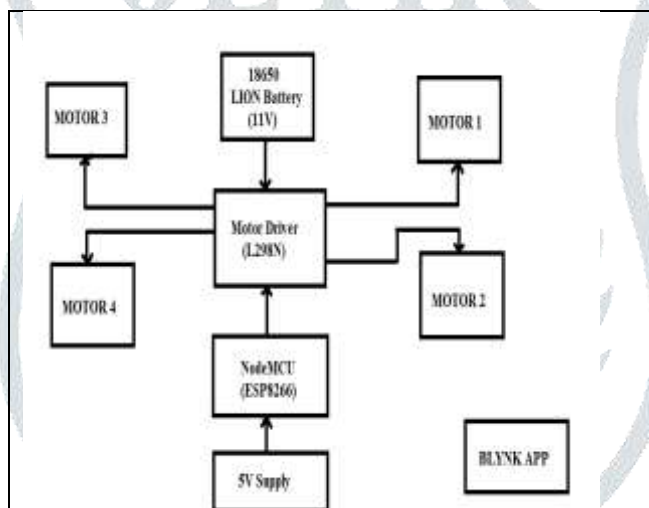 18650
LION Battery
(11V)
MOTOR 3
MOTOR 1
Motor Driver
(L298N)
MOTOR 4
MOTOR 2
NodeMCU
(ESP8266)
5V Supply
BLYNK APP